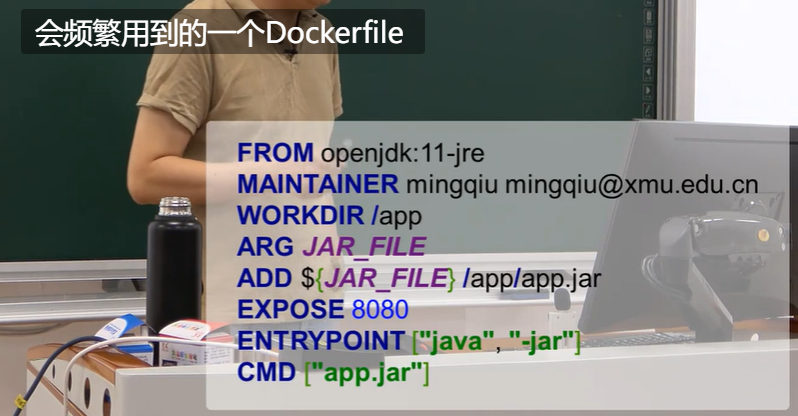 会频繁用到的一个Dockerfile
FROM openjdk:11-jre
MAINTAINER mingqiu mingqiu@xmu.edu.cn
WORKDIR /app
ARG JAR_FILE
ADD ${JAR_FILE} /app/app.jar
EXPOSE 8080
ENTRYPOINT ["java", "-jar"]
CMD ["app.jar"]